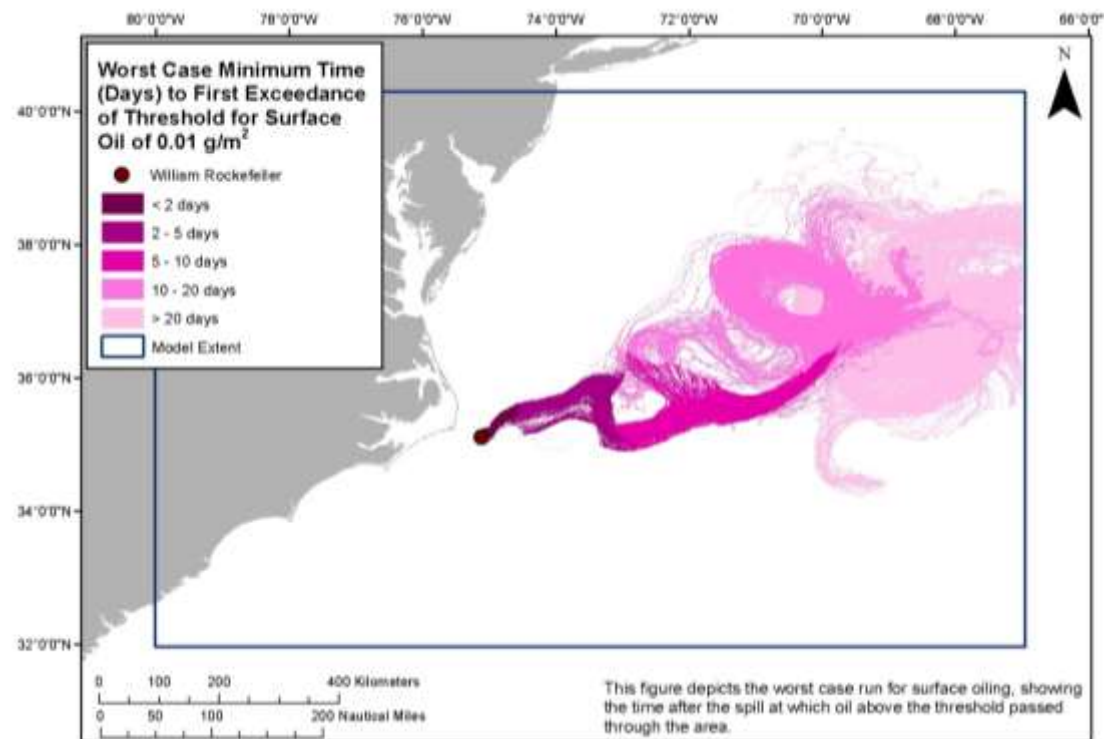 80°0'0"W 78°0'0"W 76°0'0"W 74°0'0"W 72°0'0"W 70°0'0"W 68°0'0"W 66°0'0"W
N
Worst Case Minimum Time
(Days) to First Exceedance
of Threshold for Surface
Oil of 0.01 g/m²
William Rockefeller
< 2 days
2 - 5 days
5 - 10 days
10 - 20 days
> 20 days
Model Extent
40°0'0"N
38°0'0"N
36°0'0"N
34°0'0"N
32°0'0"N
0 100 200 400 Kilometers
0 50 100 200 Nautical Miles
This figure depicts the worst case run for surface oiling, showing
the time after the spill at which oil above the threshold passed
through the area.